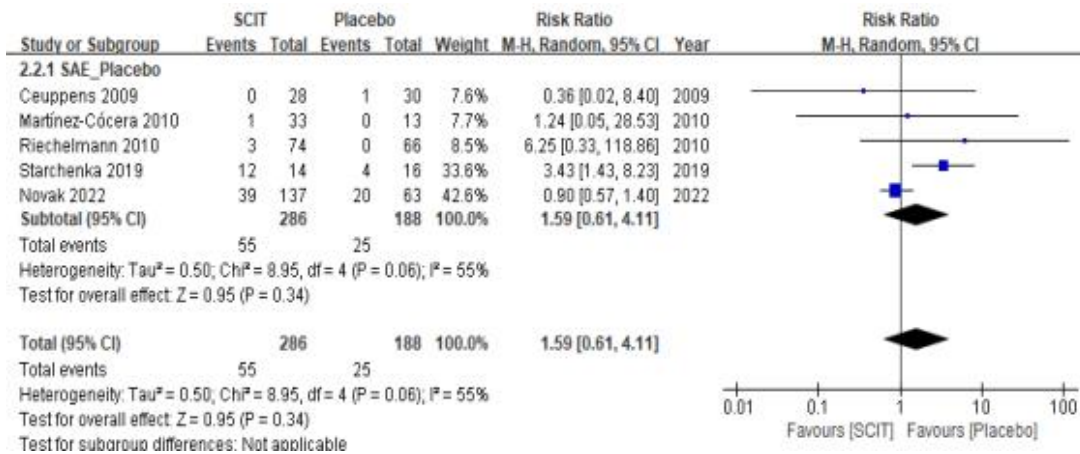 SCIT Placebo Risk Ratio Risk Ratio
Study or Subgroup Events Total Events Total Weight M-H, Random, 95% CI Year M-H, Random, 95% CI
2.2.1 SAE_Placebo
Ceuppens 2009 0 28 1 30 7.6% 0.36 [0.02, 8.40] 2009
Martínez-Cócera 2010 1 33 0 13 7.7% 1.24 [0.05, 28.53] 2010
Riechelmann 2010 3 74 0 66 8.5% 6.25 [0.33, 118.86] 2010
Starchenka 2019 12 14 4 16 33.6% 3.43 [1.43, 8.23] 2019
Novak 2022 39 137 20 63 42.6% 0.90 [0.57, 1.40] 2022
Subtotal (95% CI) 286 188 100.0% 1.59 [0.61, 4.11]
Total events 55 25
Heterogeneity: Tau² = 0.50; Chi² = 8.95, df = 4 (P = 0.06); I² = 55%
Test for overall effect: Z = 0.95 (P = 0.34)
Total (95% CI) 286 188 100.0% 1.59 [0.61, 4.11]
Total events 55 25
Heterogeneity: Tau² = 0.50; Chi² = 8.95, df = 4 (P = 0.06); I² = 55%
Test for overall effect: Z = 0.95 (P = 0.34)
Test for subgroup differences: Not applicable
0.01 0.1 1 10 100
Favours [SCIT] Favours [Placebo]